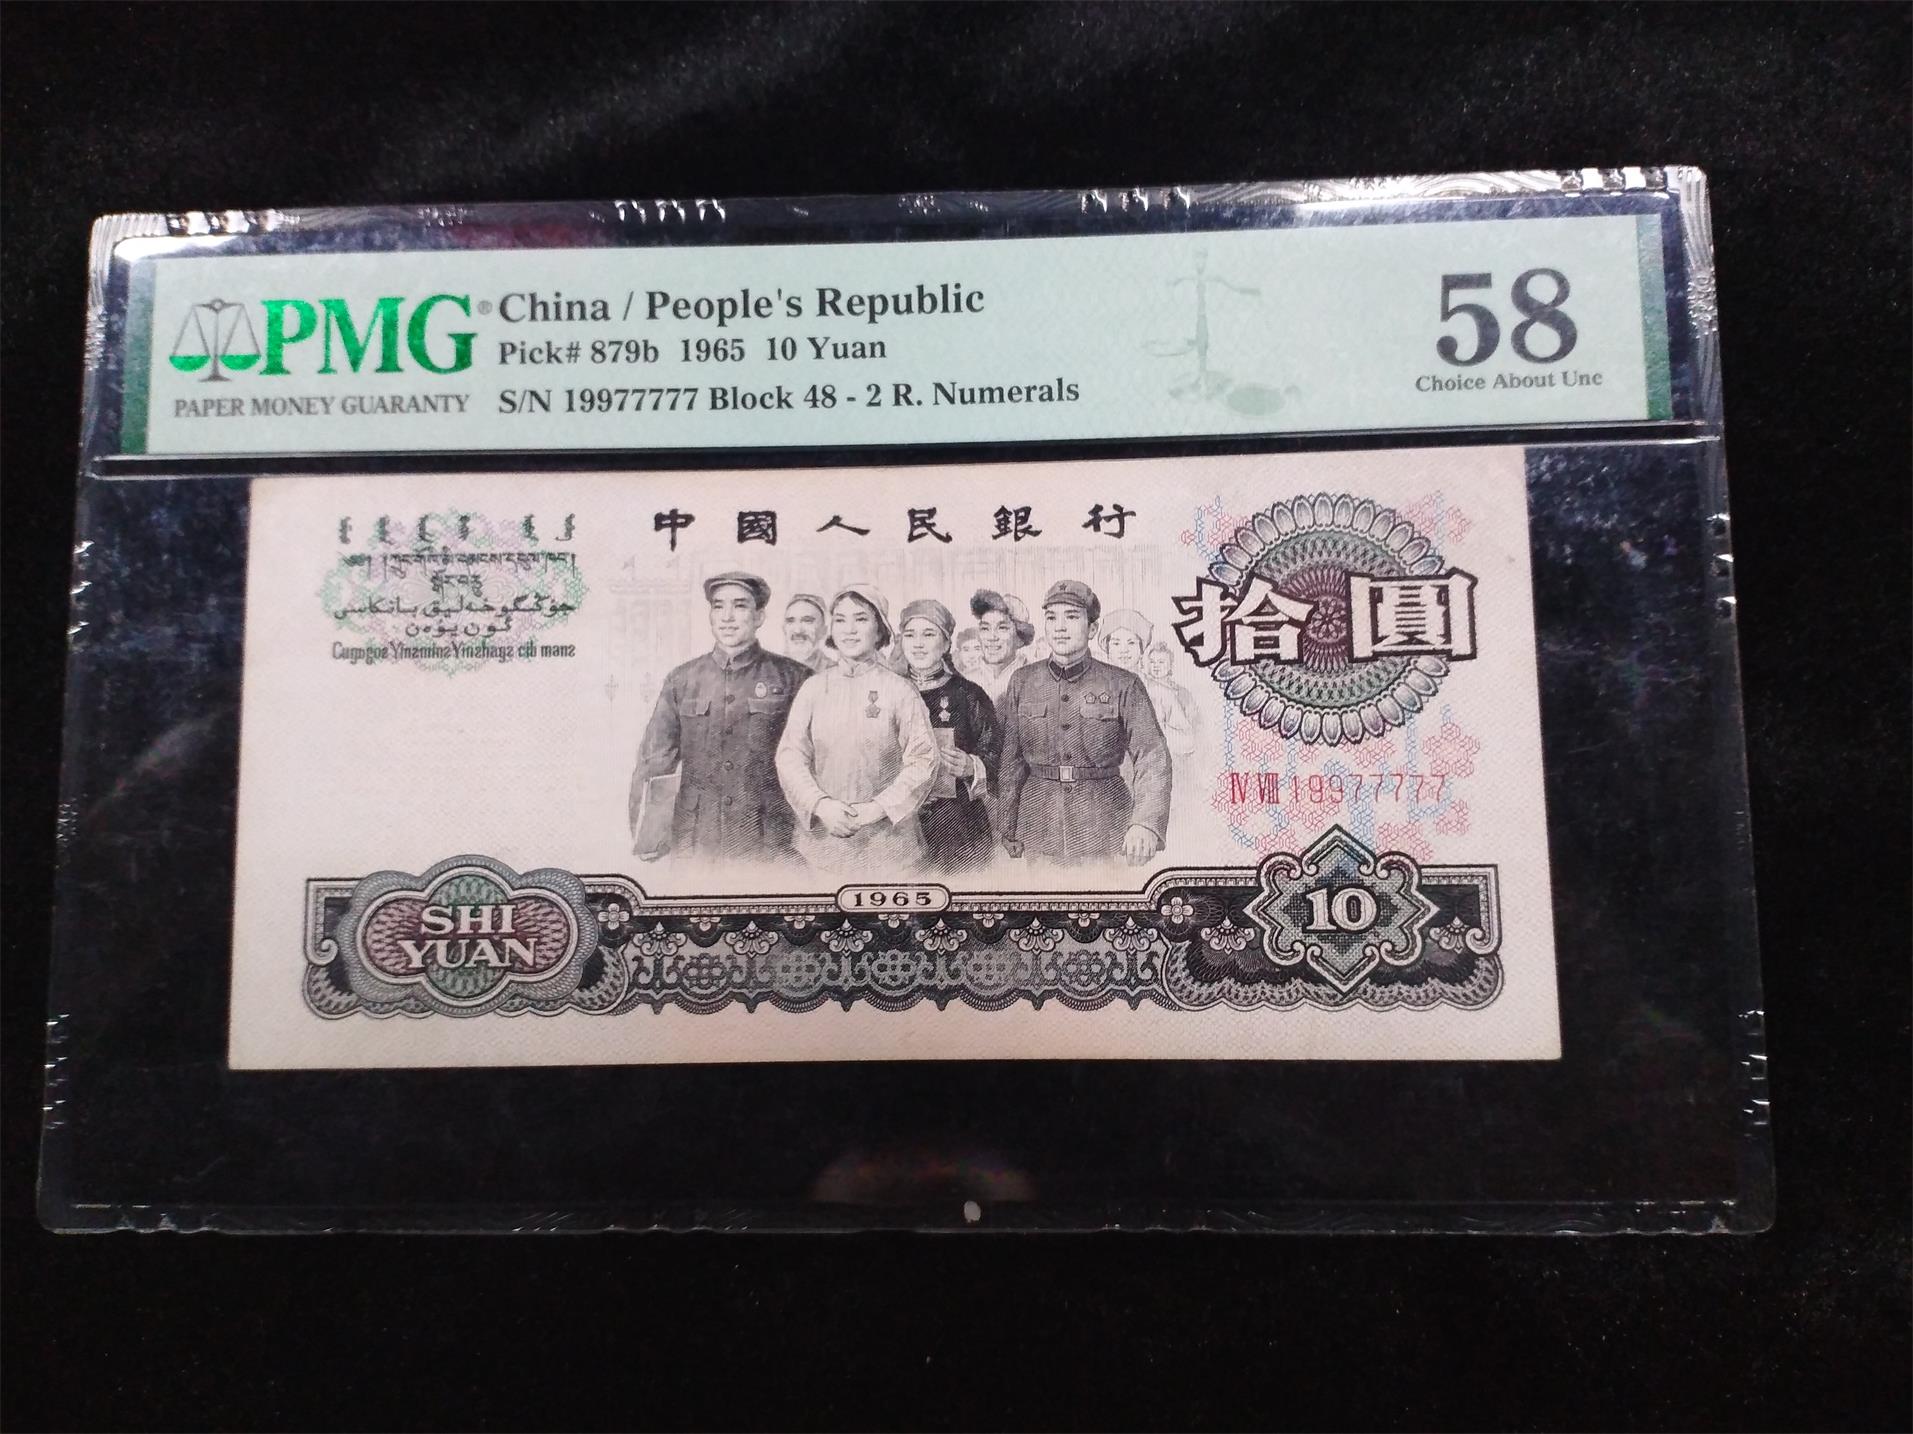 PMG®
PAPER MONEY GUARANTY
China / People's Republic
Pick# 879b 1965 10 Yuan
S/N 19977777 Block 48 - 2 R. Numerals
58
Choice About Unc
中國人民銀行
拾圓
Ⅳ Ⅷ 19977777
1965
SHI
YUAN
10